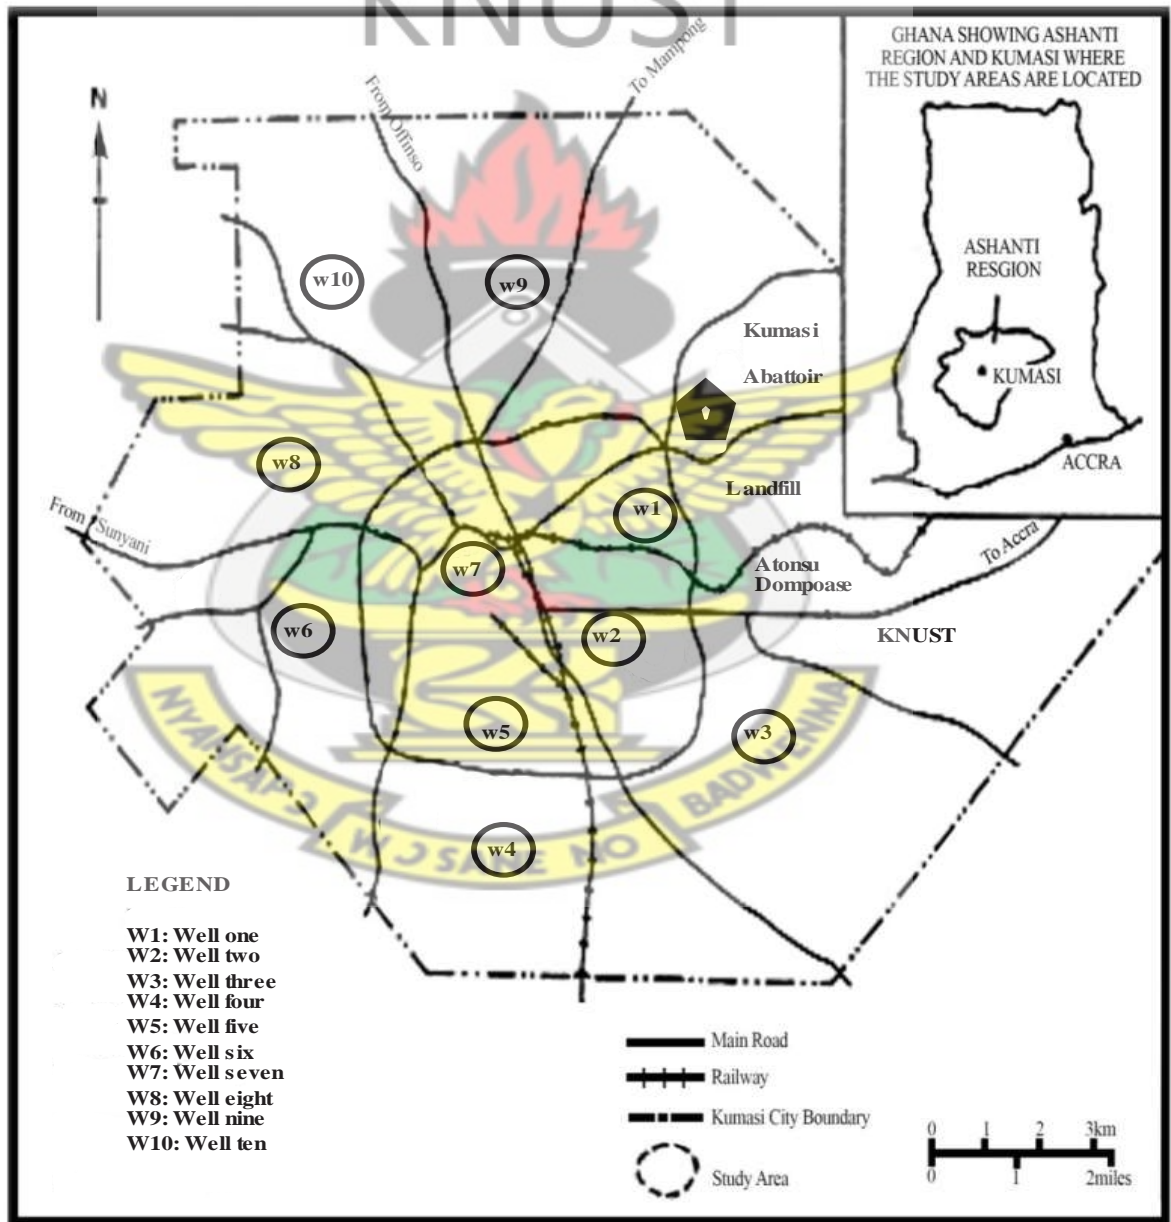 KNUST
GHANA SHOWING ASHANTI
REGION AND KUMASI WHERE
THE STUDY AREAS ARE LOCATED
N
From Offinso
To Mampong
ASHANTI
RESGION
KUMASI
ACCRA
w10
w9
Kumasi
Abattoir
w8
Landfill
w1
From Sunyani
To Accra
w7
Atonsu
Dompoase
w6
w2
KNUST
w5
w3
w4
NYANSAPƆ
WƆSANE NO
BADWENMA
LEGEND
W1: Well one
W2: Well two
W3: Well three
W4: Well four
W5: Well five
W6: Well six
W7: Well seven
W8: Well eight
W9: Well nine
W10: Well ten
Main Road
Railway
Kumasi City Boundary
Study Area
0 1 2 3km
0 1 2miles